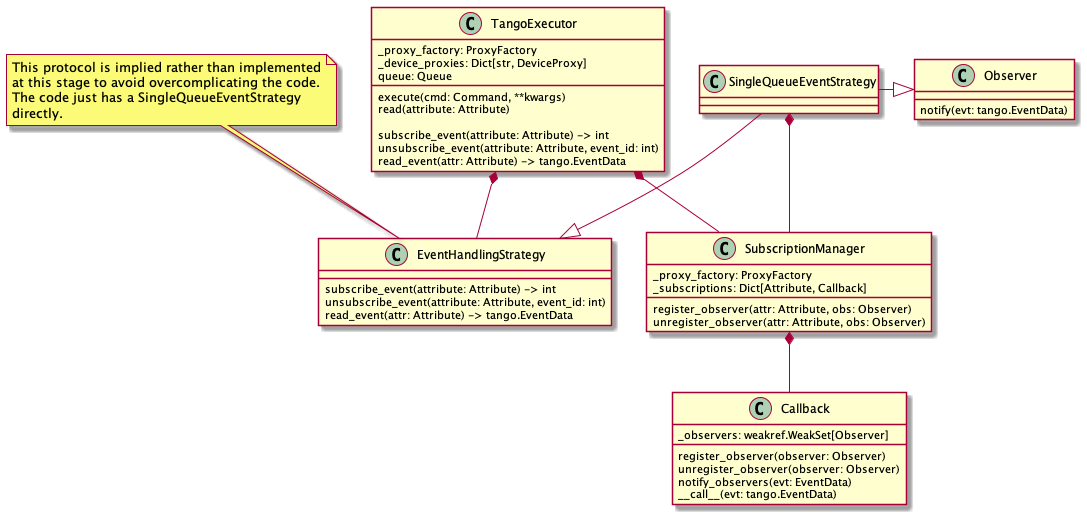 This protocol is implied rather than implemented
at this stage to avoid overcomplicating the code.
The code just has a SingleQueueEventStrategy
directly.
C TangoExecutor
_proxy_factory: ProxyFactory
_device_proxies: Dict[str, DeviceProxy]
queue: Queue
execute(cmd: Command, **kwargs)
read(attribute: Attribute)
subscribe_event(attribute: Attribute) -> int
unsubscribe_event(attribute: Attribute, event_id: int)
read_event(attr: Attribute) -> tango.EventData
C SingleQueueEventStrategy
C Observer
notify(evt: tango.EventData)
C EventHandlingStrategy
subscribe_event(attribute: Attribute) -> int
unsubscribe_event(attribute: Attribute, event_id: int)
read_event(attr: Attribute) -> tango.EventData
C SubscriptionManager
_proxy_factory: ProxyFactory
_subscriptions: Dict[Attribute, Callback]
register_observer(attr: Attribute, obs: Observer)
unregister_observer(attr: Attribute, obs: Observer)
C Callback
_observers: weakref.WeakSet[Observer]
register_observer(observer: Observer)
unregister_observer(observer: Observer)
notify_observers(evt: EventData)
__call__(evt: tango.EventData)